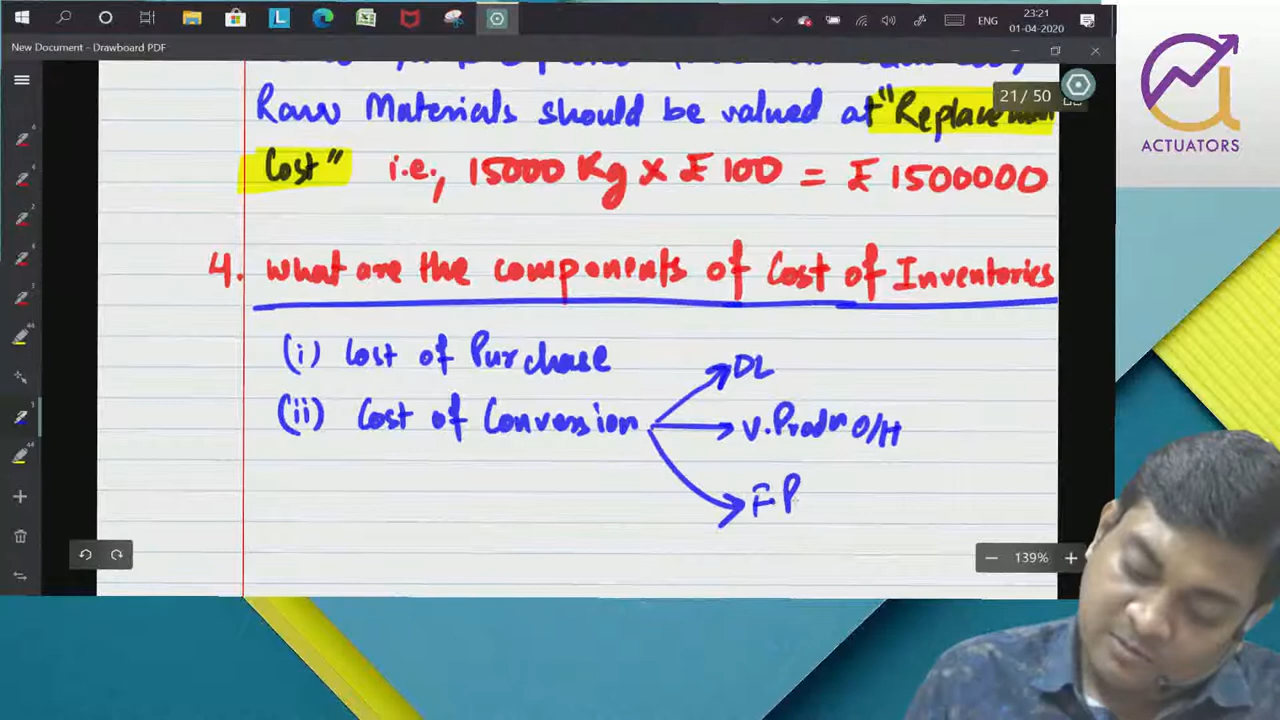 23:21
ENG
01-04-2020
New Document - Drawboard PDF
21 / 50
Raw Materials should be valued at "Replacement
Cost" i.e., 15000 Kg x ₤ 100 = ₤ 1500000
4. What are the components of Cost of Inventories
(i) Cost of Purchase
DL
(ii) Cost of Conversion
V.Prodn O/H
FP
139%
ACTUATORS